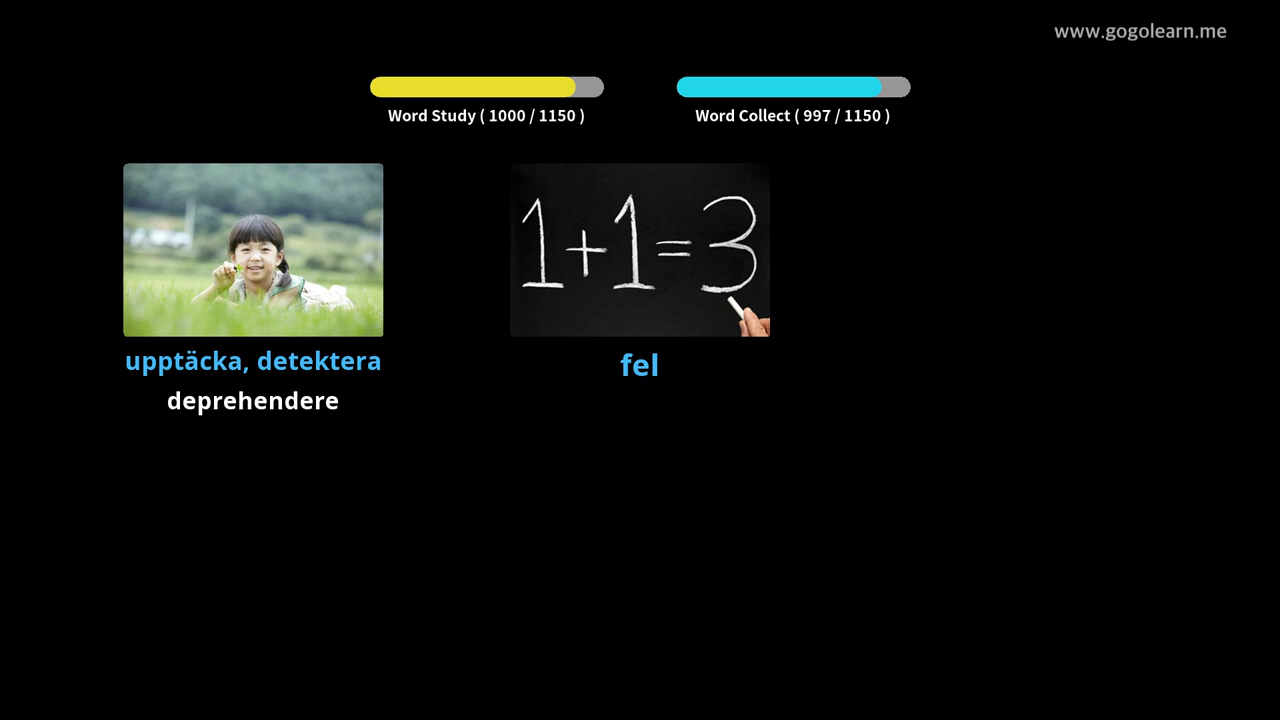 www.gogolearn.me
Word Study ( 1000 / 1150 )
Word Collect ( 997 / 1150 )
1+1=3
upptäcka, detektera
fel
deprehendere